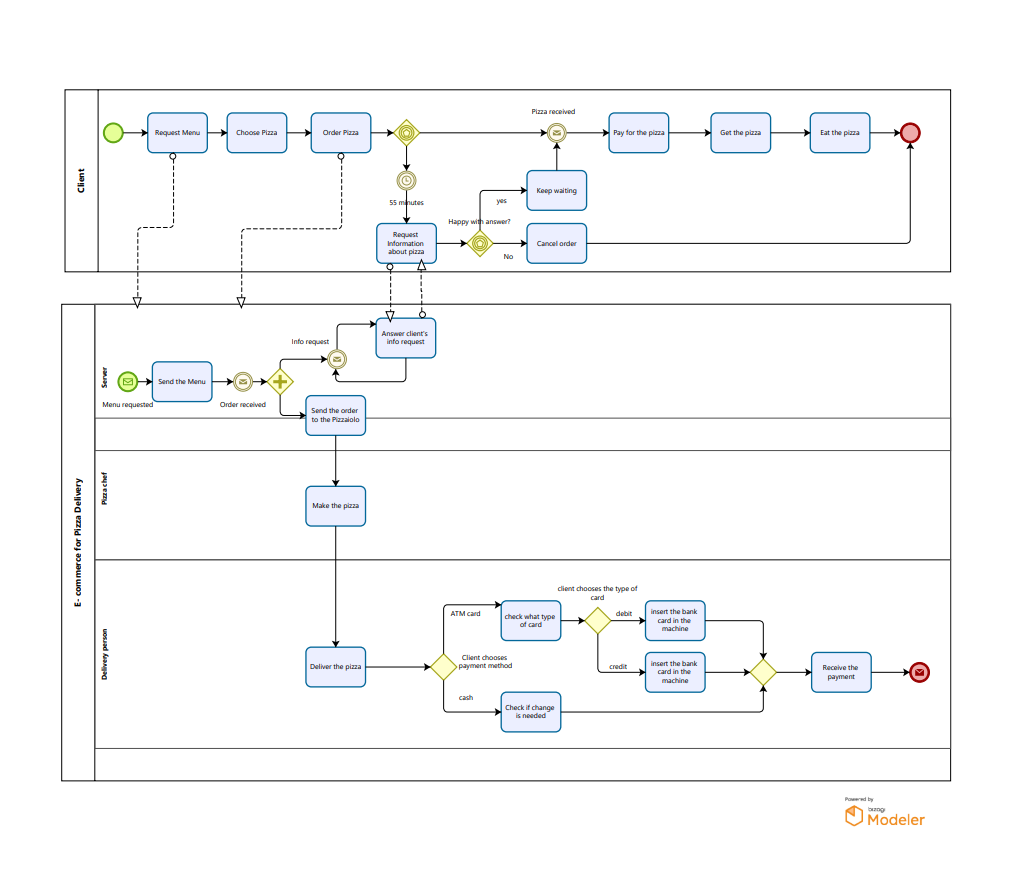 Client
Pizza received
Request Menu
Choose Pizza
Order Pizza
Pay for the pizza
Get the pizza
Eat the pizza
55 minutes
Keep waiting
yes
Happy with answer?
Request
Information
about pizza
Cancel order
No
E- commerce for Pizza Delivery
Server
Info request
Answer client's
info request
Send the Menu
Menu requested
Order received
Send the order
to the Pizzaiolo
Pizza chef
Make the pizza
Delivery person
client chooses the type of
card
ATM card
check what type
of card
debit
insert the bank
card in the
machine
Deliver the pizza
Client chooses
payment method
credit
insert the bank
card in the
machine
Receive the
payment
cash
Check if change
is needed
Powered by
bizagi
Modeler